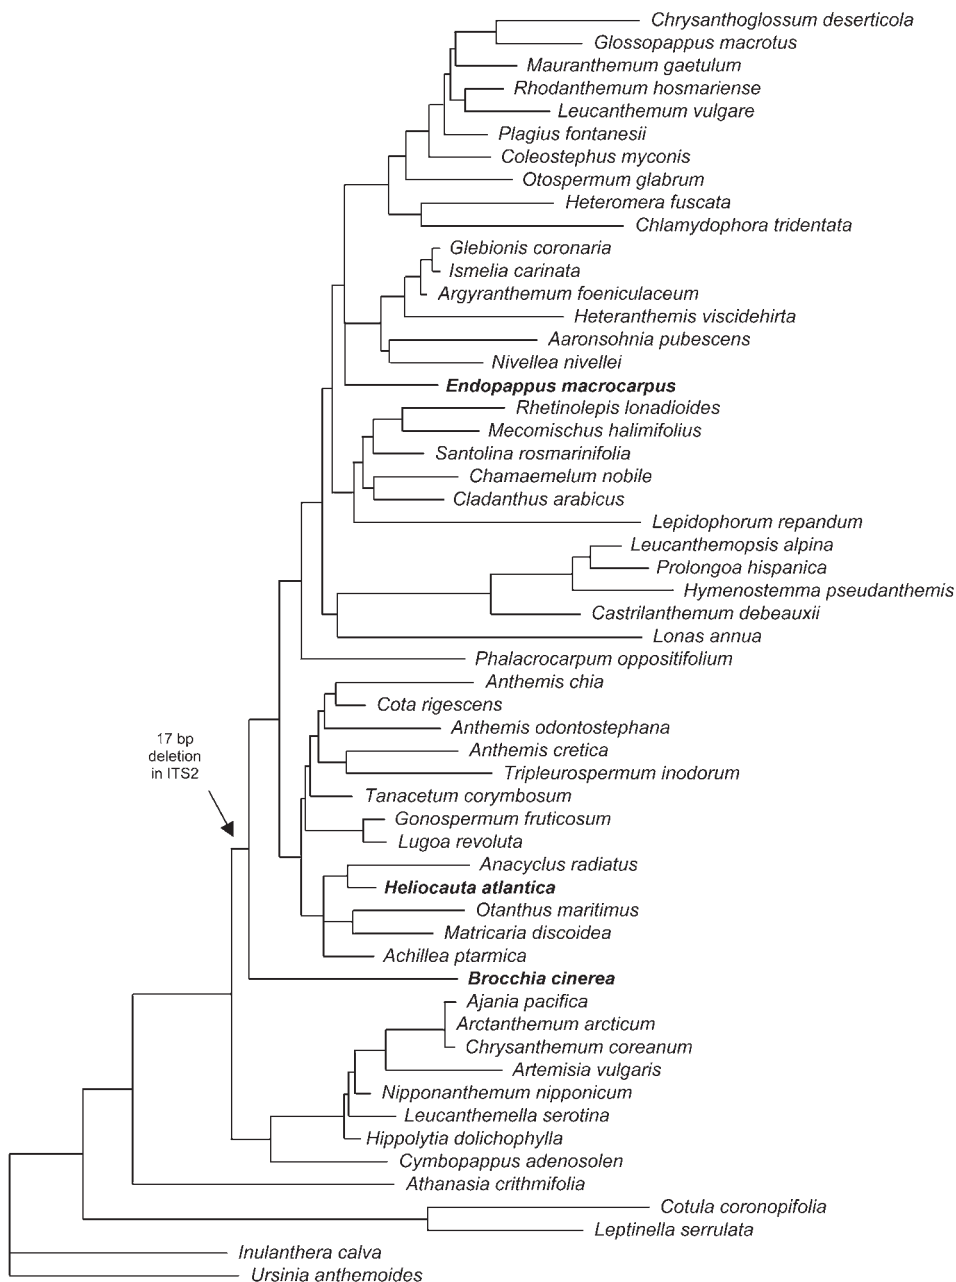 Chrysanthoglossum deserticola
Glossopappus macrotus
Mauranthemum gaetulum
Rhodanthemum hosmariense
Leucanthemum vulgare
Plagius fontanesii
Coleostephus myconis
Otospermum glabrum
Heteromera fuscata
Chlamydophora tridentata
Glebionis coronaria
Ismelia carinata
Argyranthemum foeniculaceum
Heteranthemis viscidehirta
Aaronsohnia pubescens
Nivellea nivellei
Endopappus macrocarpus
Rhetinolepis lonadioides
Mecomischus halimifolius
Santolina rosmarinifolia
Chamaemelum nobile
Cladanthus arabicus
Lepidophorum repandum
Leucanthemopsis alpina
Prolongoa hispanica
Hymenostemma pseudanthemis
Castrilanthemum debeauxii
Lonas annua
Phalacrocarpum oppositifolium
Anthemis chia
Cota rigescens
Anthemis odontostephana
17 bp
deletion
in ITS2
Anthemis cretica
Tripleurospermum inodorum
Tanacetum corymbosum
Gonospermum fruticosum
Lugoa revoluta
Anacyclus radiatus
Heliocauta atlantica
Otanthus maritimus
Matricaria discoidea
Achillea ptarmica
Brocchia cinerea
Ajania pacifica
Arctanthemum arcticum
Chrysanthemum coreanum
Artemisia vulgaris
Nipponanthemum nipponicum
Leucanthemella serotina
Hippolytia dolichophylla
Cymbopappus adenosolen
Athanasia crithmifolia
Cotula coronopifolia
Leptinella serrulata
Inulanthera calva
Ursinia anthemoides